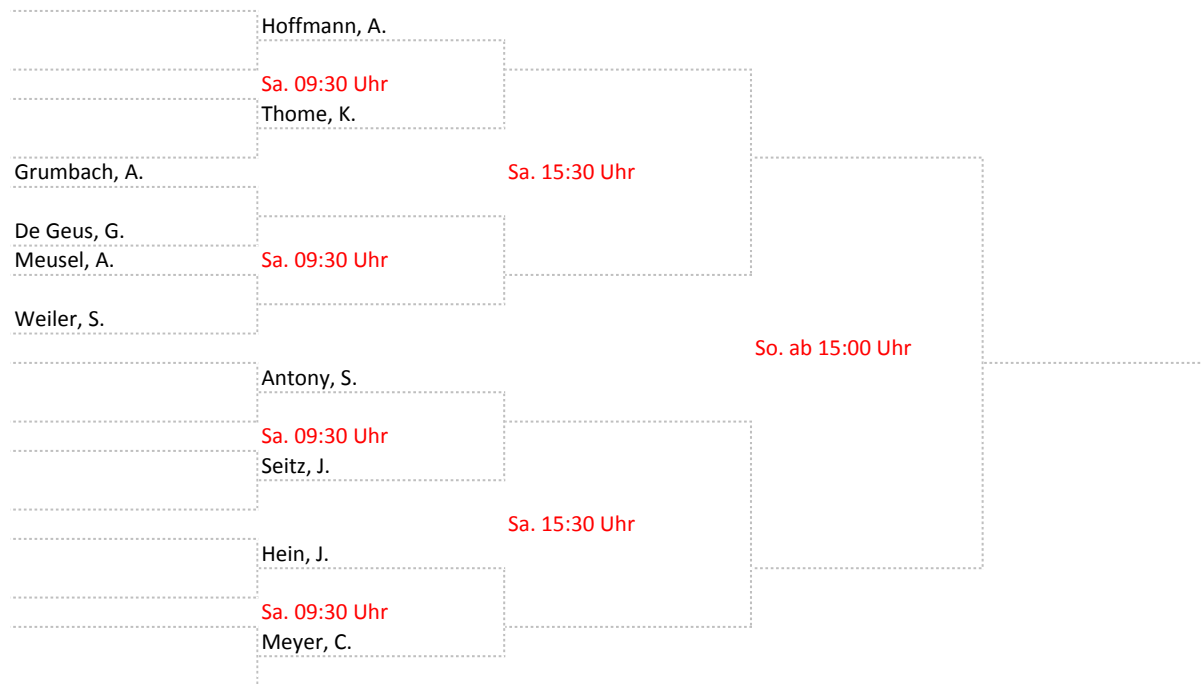 Hoffmann, A.
Sa. 09:30 Uhr
Thome, K.
Grumbach, A.
Sa. 15:30 Uhr
De Geus, G.
Meusel, A.
Sa. 09:30 Uhr
Weiler, S.
So. ab 15:00 Uhr
Antony, S.
Sa. 09:30 Uhr
Seitz, J.
Sa. 15:30 Uhr
Hein, J.
Sa. 09:30 Uhr
Meyer, C.